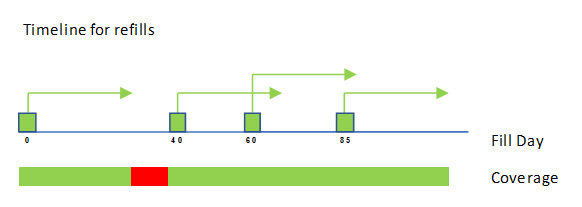 Timeline for refills
0 40 60 85
Fill Day
Coverage